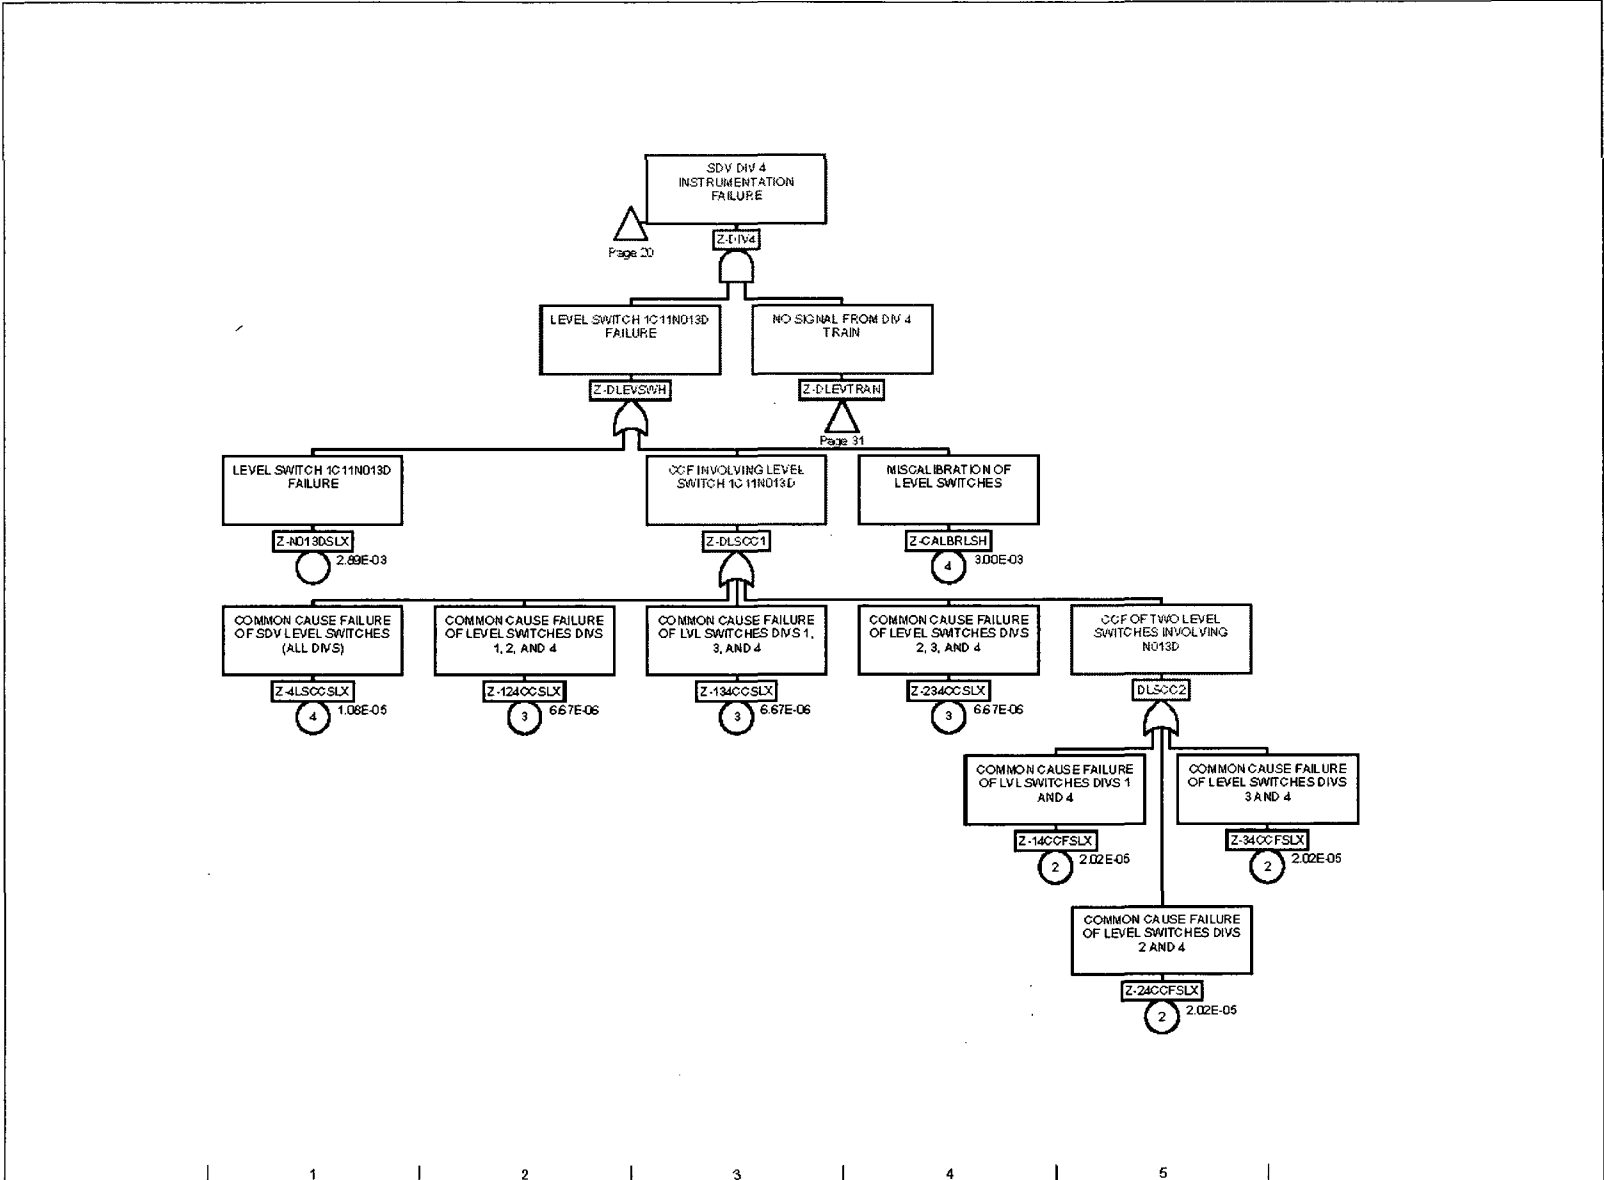 SDV DIV 4
INSTRUMENTATION
FAILURE
Page 20
Z-DIV4
LEVEL SWITCH 1C11N013D
FAILURE
NO SIGNAL FROM DIV 4
TRAIN
Z-DLEVSWH
Z-DLEVTRAN
Page 31
LEVEL SWITCH 1C11N013D
FAILURE
CCF INVOLVING LEVEL
SWITCH 1C11N013D
MISCALIBRATION OF
LEVEL SWITCHES
Z-N013DSLX
2.89E-03
Z-DLSCC1
Z-CALBRLSH
4
3.00E-03
COMMON CAUSE FAILURE
OF SDV LEVEL SWITCHES
(ALL DIVS)
COMMON CAUSE FAILURE
OF LEVEL SWITCHES DIVS
1, 2, AND 4
COMMON CAUSE FAILURE
OF LVL SWITCHES DIVS 1,
3, AND 4
COMMON CAUSE FAILURE
OF LEVEL SWITCHES DIVS
2, 3, AND 4
CCF OF TWO LEVEL
SWITCHES INVOLVING
N013D
Z-4LSCCSLX
4
1.08E-05
Z-124CCSLX
3
6.67E-06
Z-134CCSLX
3
6.67E-06
Z-234CCSLX
3
6.67E-06
DLSCC2
COMMON CAUSE FAILURE
OF LVL SWITCHES DIVS 1
AND 4
COMMON CAUSE FAILURE
OF LEVEL SWITCHES DIVS
3 AND 4
Z-14CCFSLX
2
2.02E-05
Z-34CCFSLX
2
2.02E-05
COMMON CAUSE FAILURE
OF LEVEL SWITCHES DIVS
2 AND 4
Z-24CCFSLX
2
2.02E-05
1
2
3
4
5